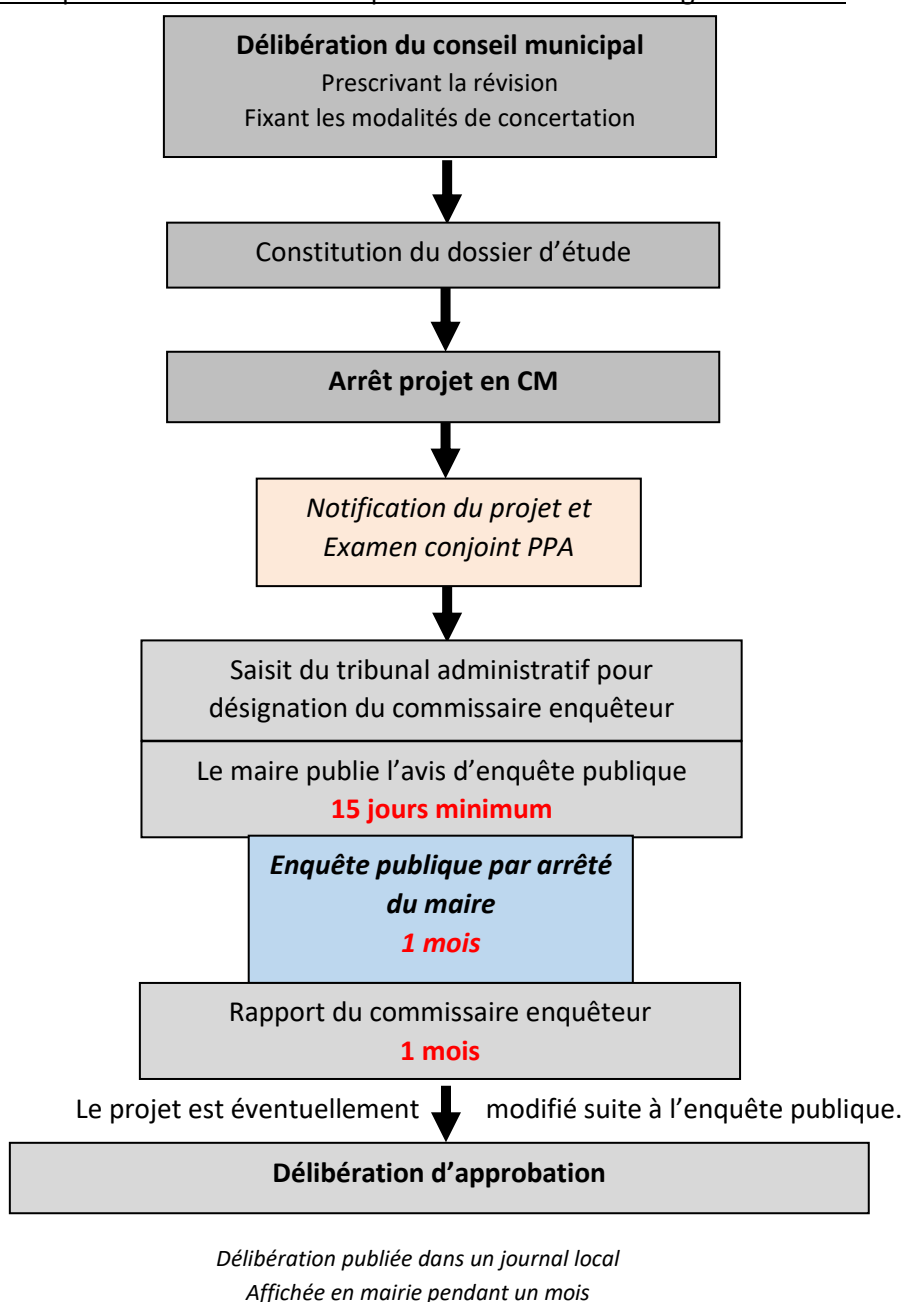 Délibération du conseil municipal
Prescrivant la révision
Fixant les modalités de concertation
Constitution du dossier d’étude
Arrêt projet en CM
Notification du projet et
Examen conjoint PPA
Saisit du tribunal administratif pour
désignation du commissaire enquêteur
Le maire publie l’avis d’enquête publique
15 jours minimum
Enquête publique par arrêté
du maire
1 mois
Rapport du commissaire enquêteur
1 mois
Le projet est éventuellement modifié suite à l’enquête publique.
Délibération d’approbation
Délibération publiée dans un journal local
Affichée en mairie pendant un mois